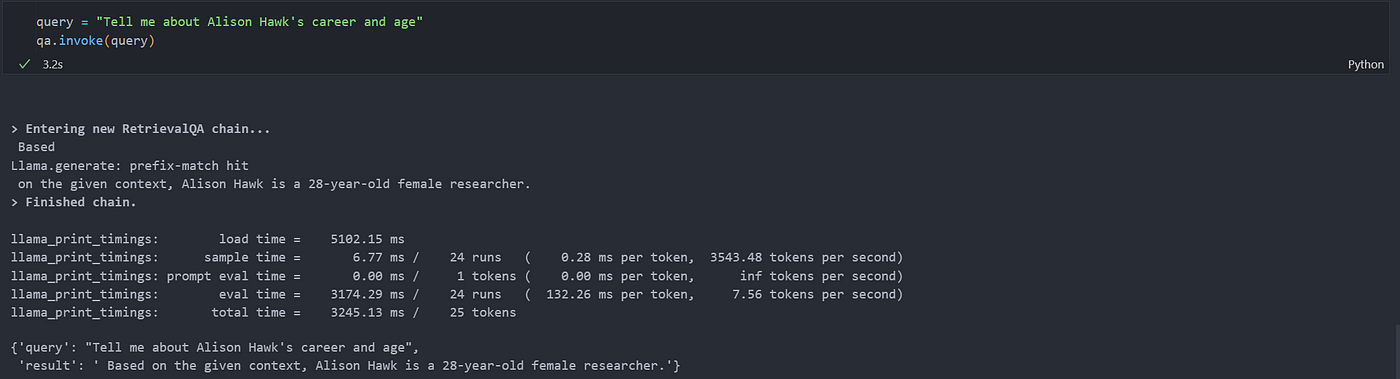 query = "Tell me about Alison Hawk's career and age"
qa.invoke(query)
✓ 3.2s Python
> Entering new RetrievalQA chain...
Based
Llama.generate: prefix-match hit
on the given context, Alison Hawk is a 28-year-old female researcher.
> Finished chain.
llama_print_timings: load time = 5102.15 ms
llama_print_timings: sample time = 6.77 ms / 24 runs ( 0.28 ms per token, 3543.48 tokens per second)
llama_print_timings: prompt eval time = 0.00 ms / 1 tokens ( 0.00 ms per token, inf tokens per second)
llama_print_timings: eval time = 3174.29 ms / 24 runs ( 132.26 ms per token, 7.56 tokens per second)
llama_print_timings: total time = 3245.13 ms / 25 tokens
{'query': "Tell me about Alison Hawk's career and age",
'result': ' Based on the given context, Alison Hawk is a 28-year-old female researcher.'}